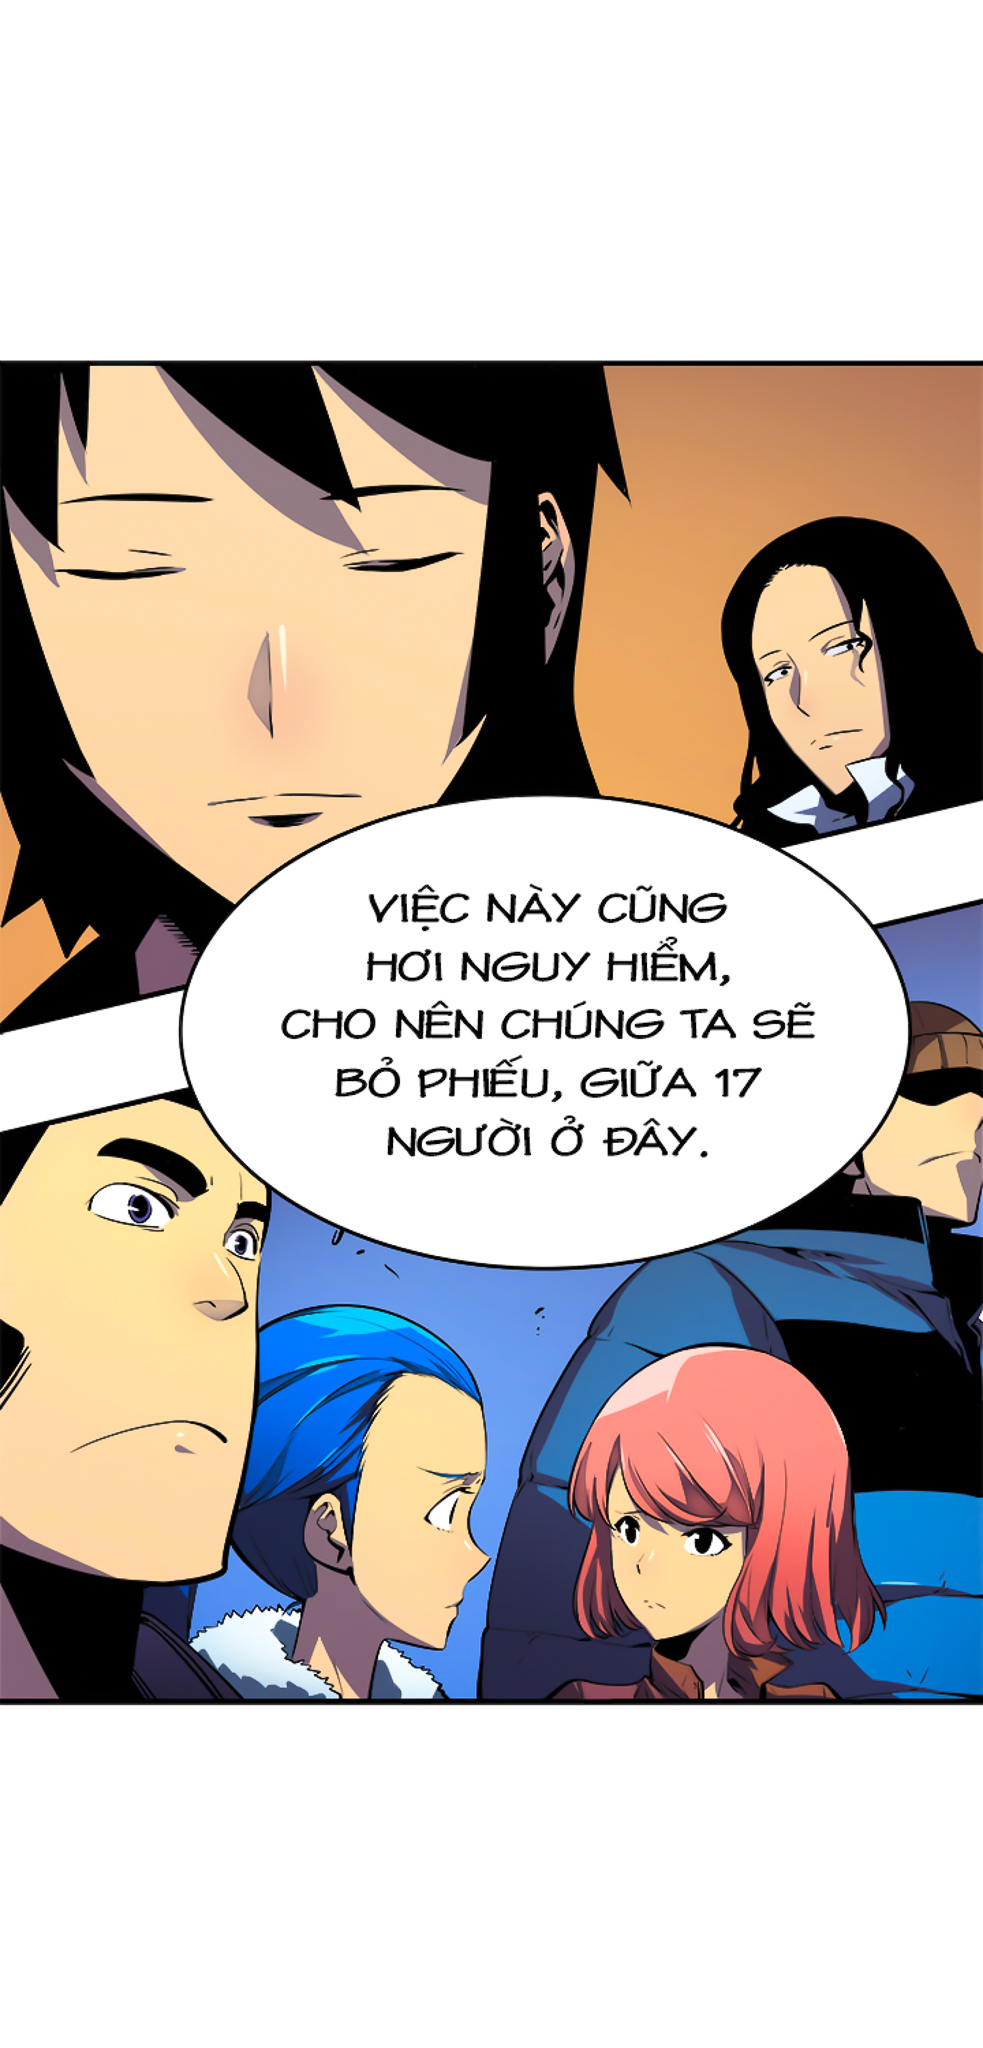 VIỆC NÀY CŨNG
HƠI NGUY HIỂM,
CHO NÊN CHÚNG TA SẼ
BỎ PHIẾU, GIỮA 17
NGƯỜI Ở ĐÂY.